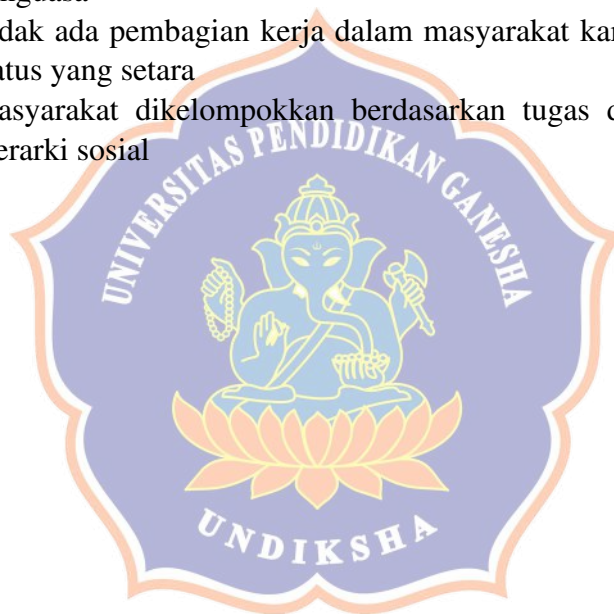 dak ada pembagian kerja dalam masyarakat kar
atus yang setara
asyarakat dikelompokkan berdasarkan tugas d
erarki sosial
UNIVERSITAS PENDIDIKAN GANESHA
UNDIKSHA